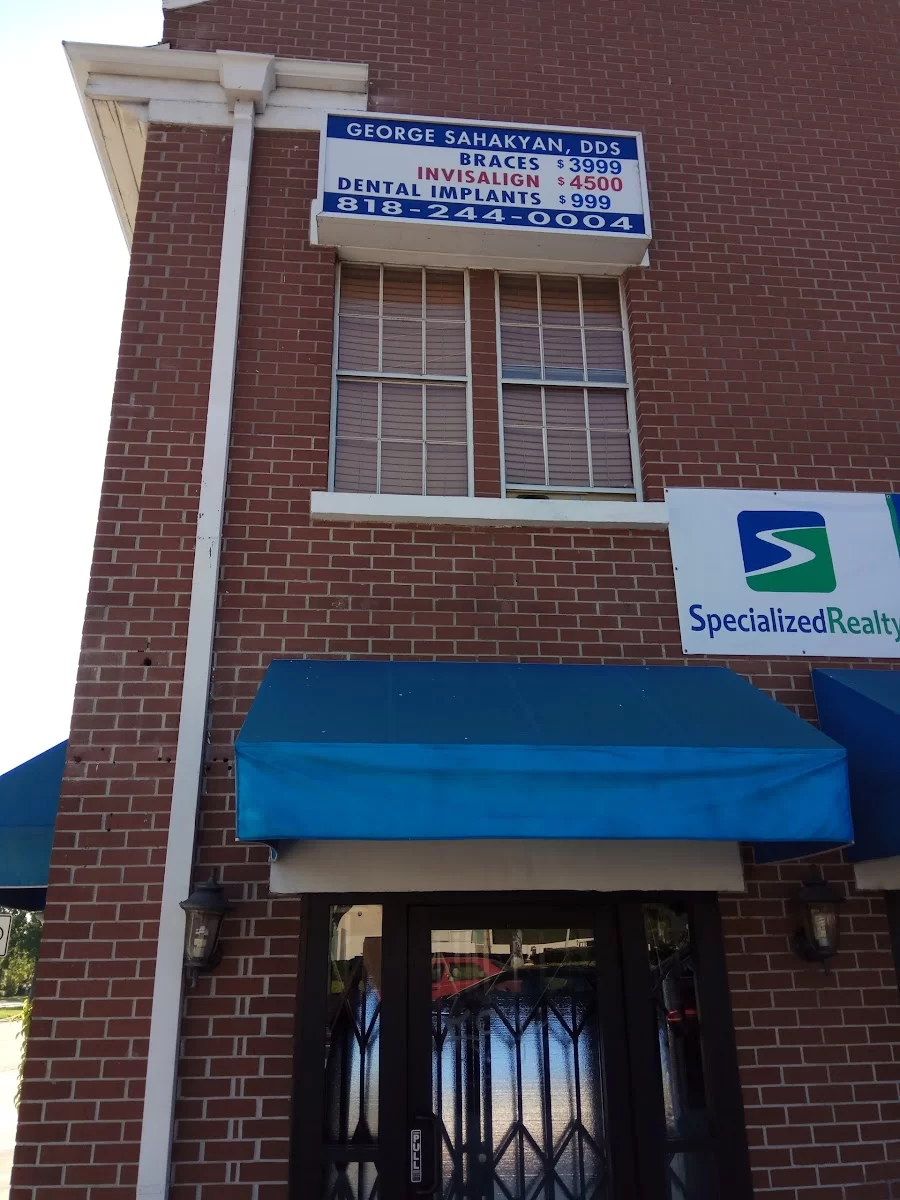 GEORGE SAHAKYAN, DDS
BRACES $3999
INVISALIGN $4500
DENTAL IMPLANTS $999
818-244-0004
SpecializedRealty
PULL